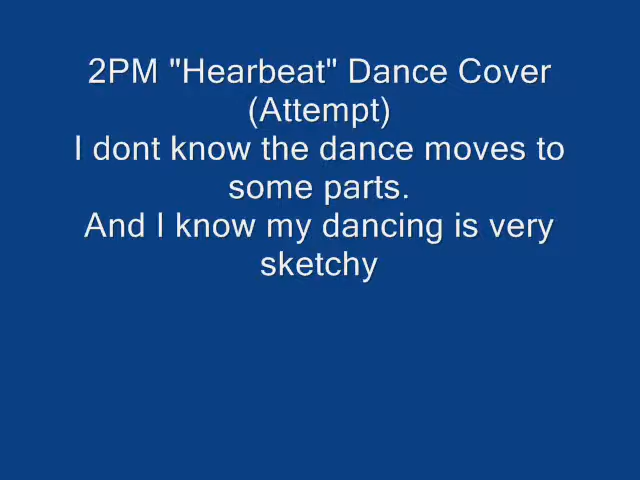 2PM "Hearbeat" Dance Cover
(Attempt)
I dont know the dance moves to
some parts.
And I know my dancing is very
sketchy